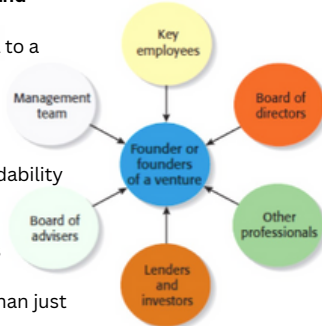 and
to a
dability
han just
Key
employees
Management
team
Board of
directors
Founder or
founders
of a venture
Board of
advisers
Other
professionals
Lenders
and
investors